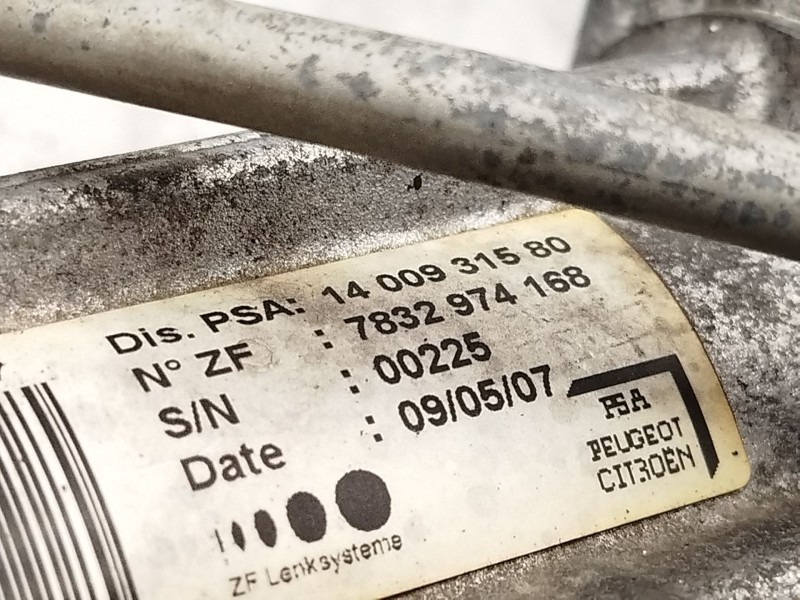 Dis. PSA: 14 009 315 80
N° ZF : 7832 974 168
S/N : 00225
Date : 09/05/07
PSA
PEUGEOT
CITROËN
ZF Lenksysteme